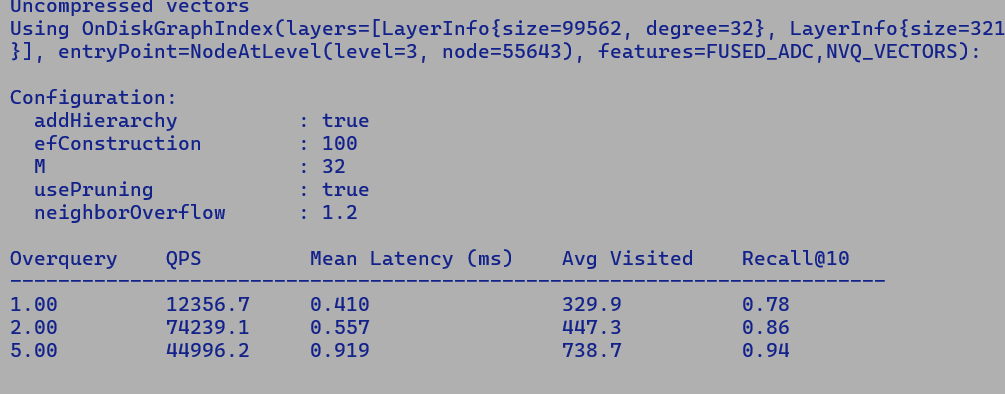 Uncompressed vectors
Using OnDiskGraphIndex(layers=[LayerInfo{size=99562, degree=32}, LayerInfo{size=321
}], entryPoint=NodeAtLevel(level=3, node=55643), features=FUSED_ADC,NVQ_VECTORS):
Configuration:
addHierarchy : true
efConstruction : 100
M : 32
usePruning : true
neighborOverflow : 1.2
Overquery QPS Mean Latency (ms) Avg Visited Recall@10
-------------------------------------------------------------------------
1.00 12356.7 0.410 329.9 0.78
2.00 74239.1 0.557 447.3 0.86
5.00 44996.2 0.919 738.7 0.94